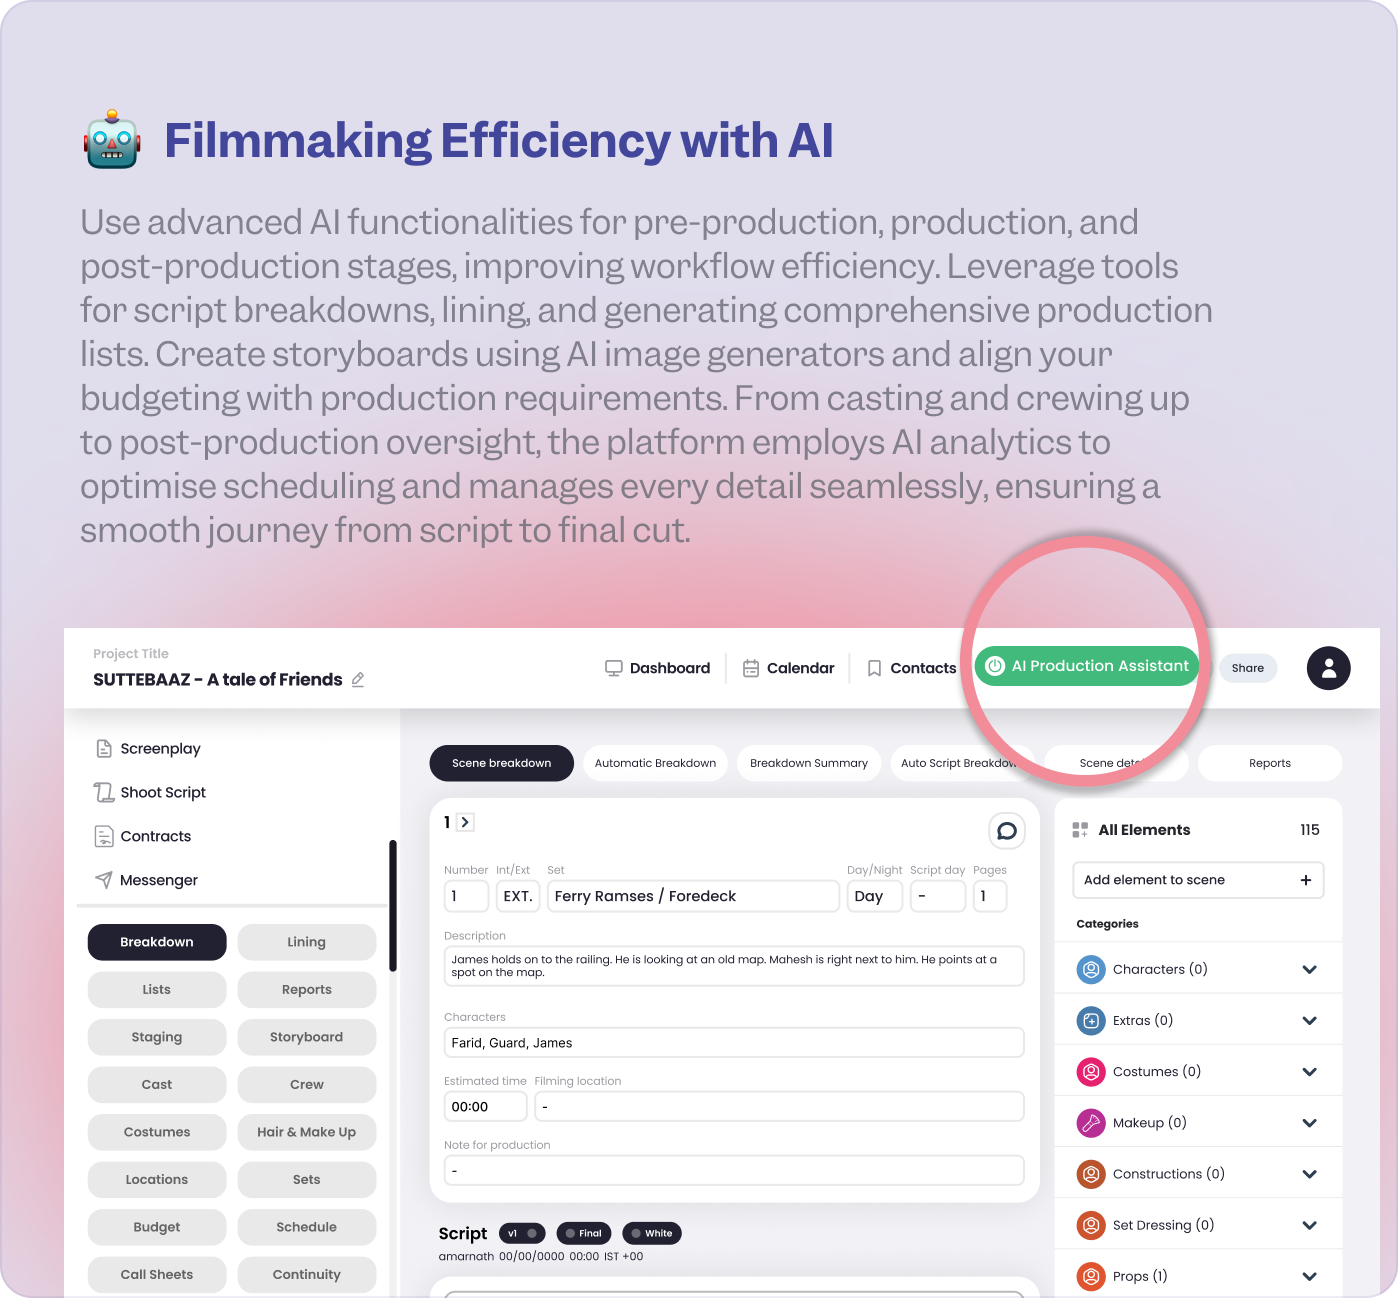 Filmmaking Efficiency with AI
Use advanced AI functionalities for pre-production, production, and
post-production stages, improving workflow efficiency. Leverage tools
for script breakdowns, lining, and generating comprehensive production
lists. Create storyboards using AI image generators and align your
budgeting with production requirements. From casting and crewing up
to post-production oversight, the platform employs AI analytics to
optimise scheduling and manages every detail seamlessly, ensuring a
smooth journey from script to final cut.
Project Title
SUTTEBAAZ - A tale of Friends
Dashboard
Calendar
Contacts
AI Production Assistant
Share
Screenplay
Shoot Script
Contracts
Messenger
Breakdown
Lining
Lists
Reports
Staging
Storyboard
Cast
Crew
Costumes
Hair & Make Up
Locations
Sets
Budget
Schedule
Call Sheets
Continuity
Scene breakdown
Automatic Breakdown
Breakdown Summary
Auto Script Breakdow
Scene det
Reports
1
Number Int/Ext Set Day/Night Script day Pages
1 EXT. Ferry Ramses / Foredeck Day - 1
Description
James holds on to the railing. He is looking at an old map. Mahesh is right next to him. He points at a
spot on the map.
Characters
Farid, Guard, James
Estimated time Filming location
00:00 -
Note for production
-
Script v1 Final White
amarnath 00/00/0000 00:00 IST +00
All Elements 115
Add element to scene +
Categories
Characters (0)
Extras (0)
Costumes (0)
Makeup (0)
Constructions (0)
Set Dressing (0)
Props (1)